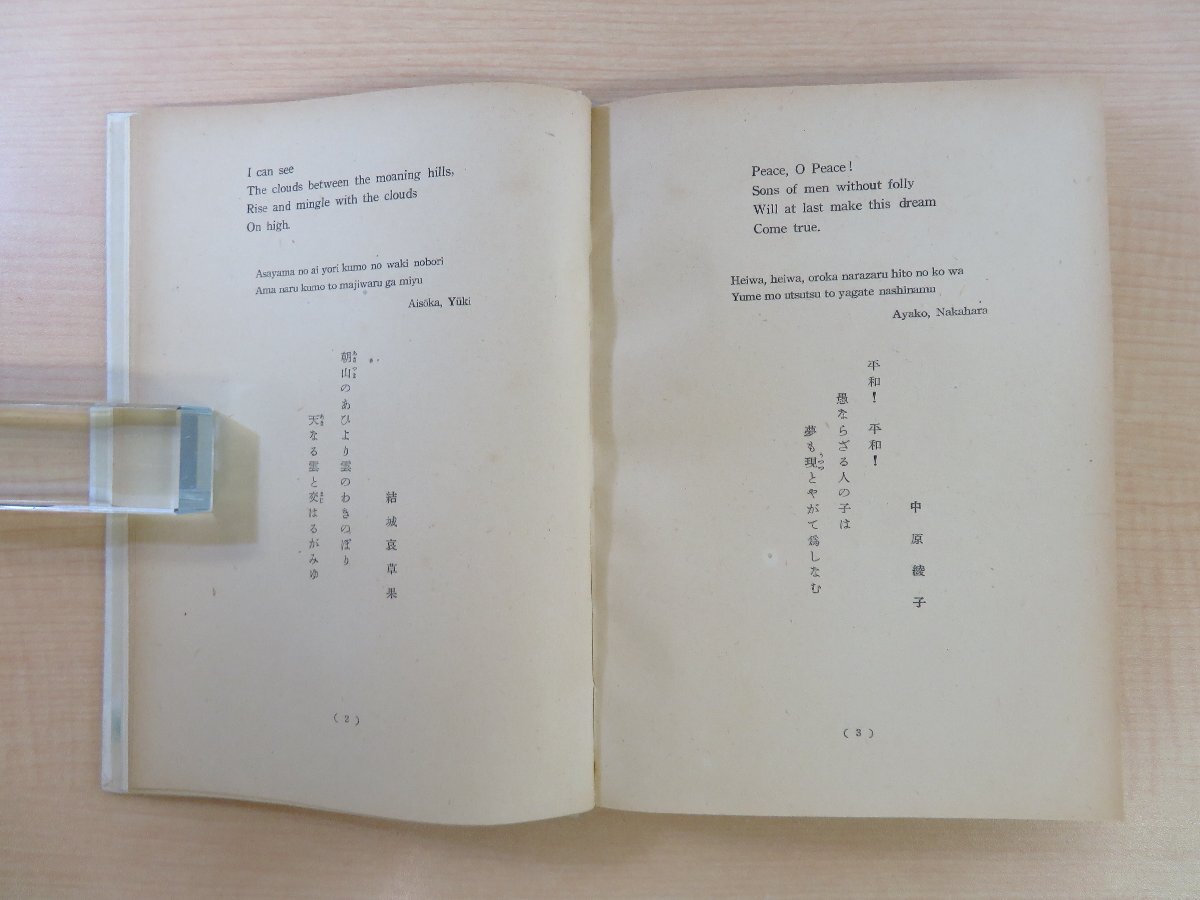 I can see
The clouds between the moaning hills,
Rise and mingle with the clouds
On high.
Asayama no ai yori kumo no waki nobori
Ama naru kumo to majiwaru ga miyu
Aisōka, Yūki
結城哀草果
朝山のあひより雲のわきのぼり
天なる雲と交はるがみゆ
(2)
Peace, O Peace!
Sons of men without folly
Will at last make this dream
Come true.
Heiwa, heiwa, oroka narazaru hito no ko wa
Yume mo utsutsu to yagate nashinamu
Ayako, Nakahara
中原綾子
平和！平和！
愚ならざる人の子は
夢も現とやがて爲しなむ
(3)